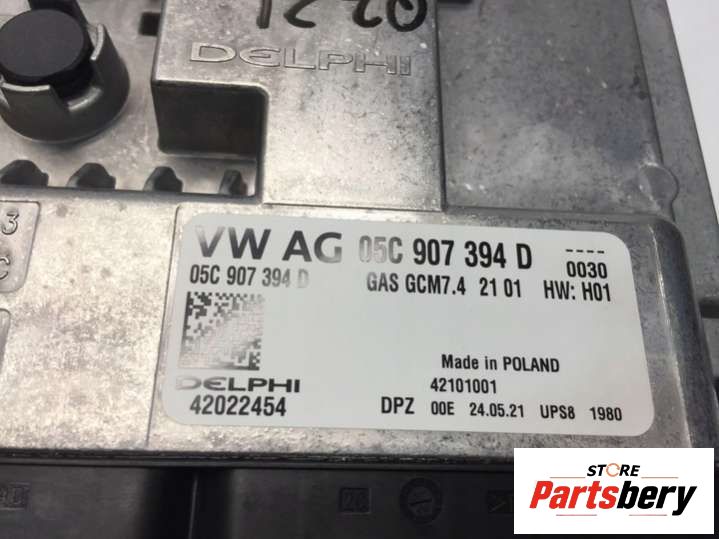 DELPHI
3
C
VW AG 05C 907 394 D ----
05C 907 394 D GAS GCM7.4 21 01 HW: H01 0030
Made in POLAND
DELPHI 42101001
42022454 DPZ 00E 24.05.21 UPS8 1980
STORE
Partsbery